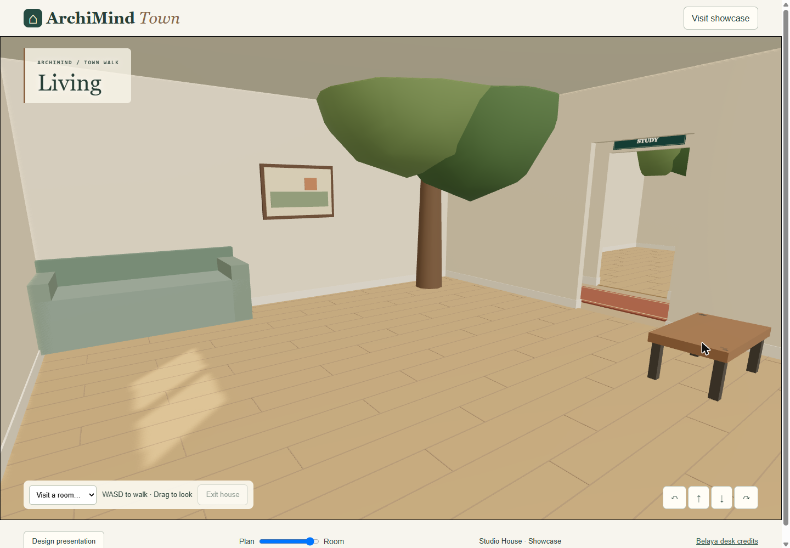 ArchiMind Town
Visit showcase
ARCHIMIND / TOWN WALK
Living
STUDY
Visit a room...
WASD to walk · Drag to look
Exit house
Design presentation
Plan
Room
Studio House · Showcase
Belaya desk credits